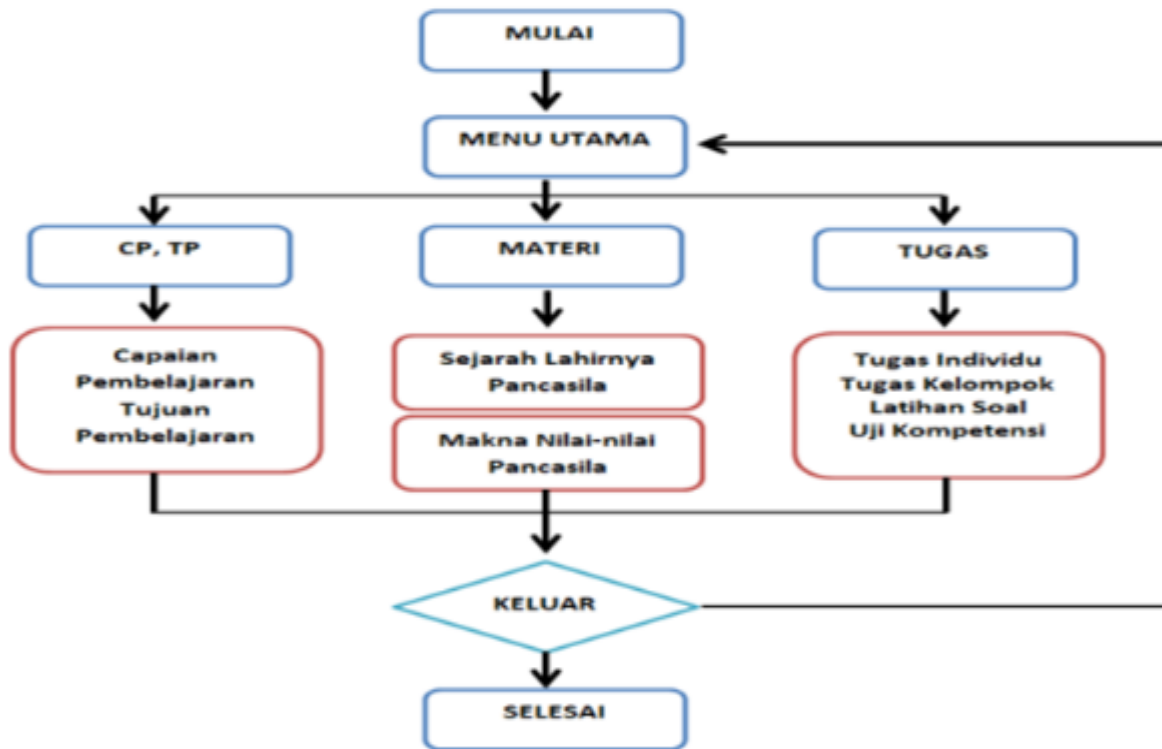 MULAI
MENU UTAMA
CP, TP
MATERI
TUGAS
Capaian
Pembelajaran
Tujuan
Pembelajaran
Sejarah Lahirnya
Pancasila
Makna Nilai-nilai
Pancasila
Tugas Individu
Tugas Kelompok
Latihan Soal
Uji Kompetensi
KELUAR
SELESAI